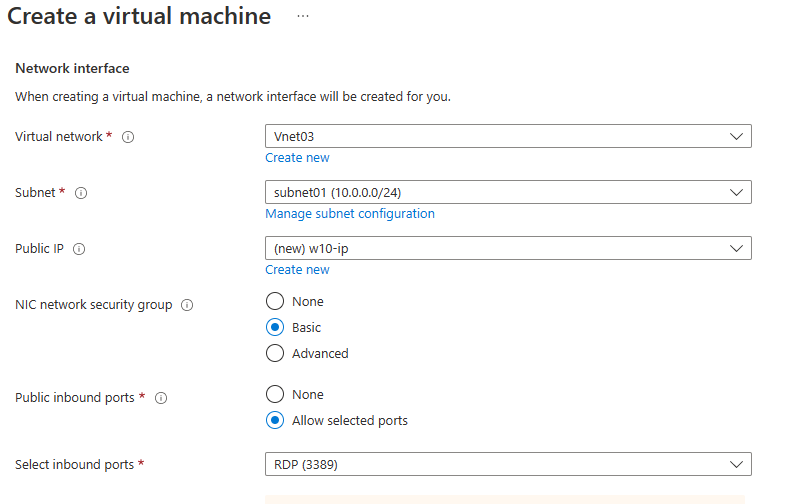 Create a virtual machine ...
Network interface
When creating a virtual machine, a network interface will be created for you.
Virtual network *
Vnet03
Create new
Subnet *
subnet01 (10.0.0.0/24)
Manage subnet configuration
Public IP
(new) w10-ip
Create new
NIC network security group
None
Basic
Advanced
Public inbound ports *
None
Allow selected ports
Select inbound ports *
RDP (3389)